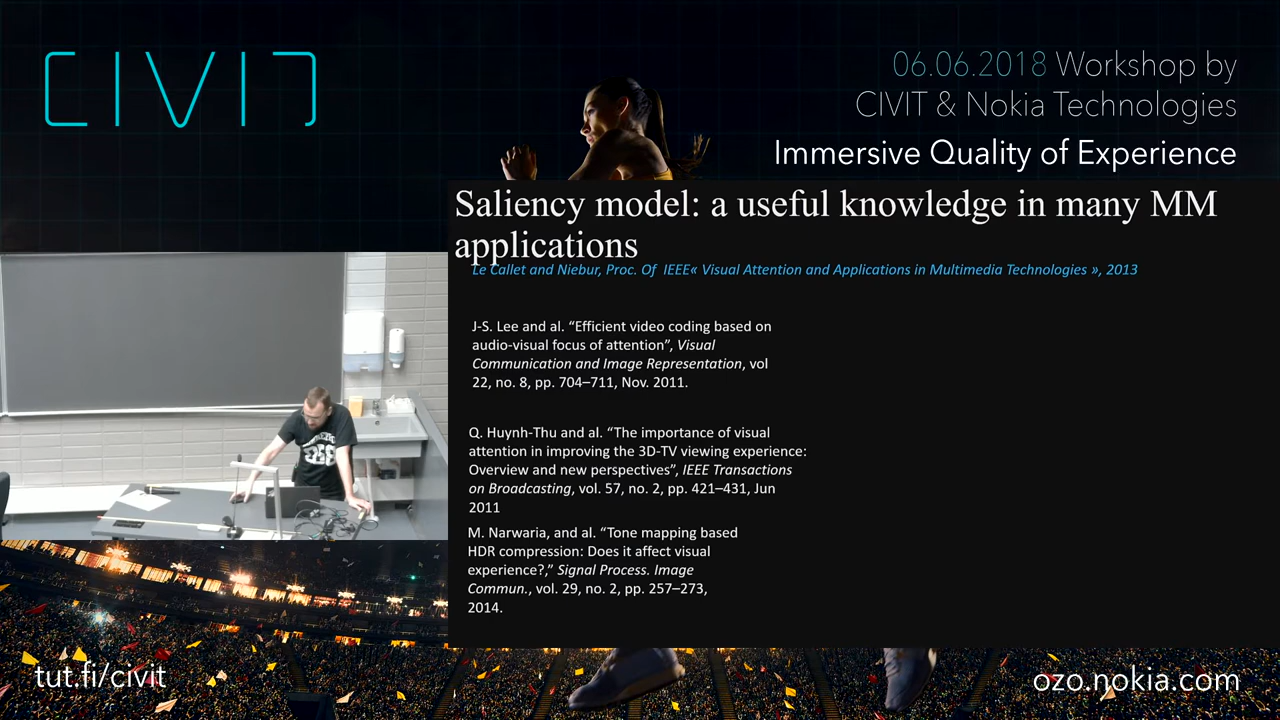 CIVIT
06.06.2018 Workshop by
CIVIT & Nokia Technologies
Immersive Quality of Experience
Saliency model: a useful knowledge in many MM
applications
Le Callet and Niebur, Proc. Of IEEE« Visual Attention and Applications in Multimedia Technologies », 2013
J-S. Lee and al. “Efficient video coding based on
audio-visual focus of attention”, Visual
Communication and Image Representation, vol
22, no. 8, pp. 704–711, Nov. 2011.
Q. Huynh-Thu and al. “The importance of visual
attention in improving the 3D-TV viewing experience:
Overview and new perspectives”, IEEE Transactions
on Broadcasting, vol. 57, no. 2, pp. 421–431, Jun
2011
M. Narwaria, and al. “Tone mapping based
HDR compression: Does it affect visual
experience?,” Signal Process. Image
Commun., vol. 29, no. 2, pp. 257–273,
2014.
tut.fi/civit
ozo.nokia.com